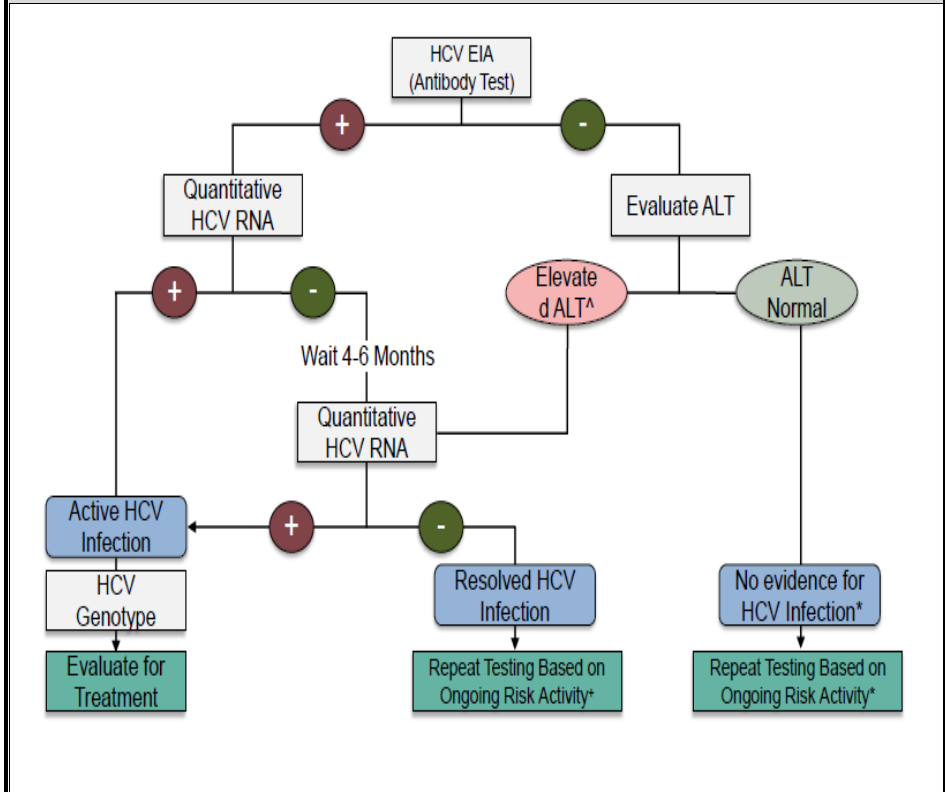 HCV EIA
(Antibody Test)
+
-
Quantitative
HCV RNA
Evaluate ALT
+
-
Elevate
d ALT^
ALT
Normal
Wait 4-6 Months
Quantitative
HCV RNA
Active HCV
Infection
+
-
HCV
Genotype
Resolved HCV
Infection
No evidence for
HCV Infection*
Evaluate for
Treatment
Repeat Testing Based on
Ongoing Risk Activity⁺
Repeat Testing Based on
Ongoing Risk Activity*